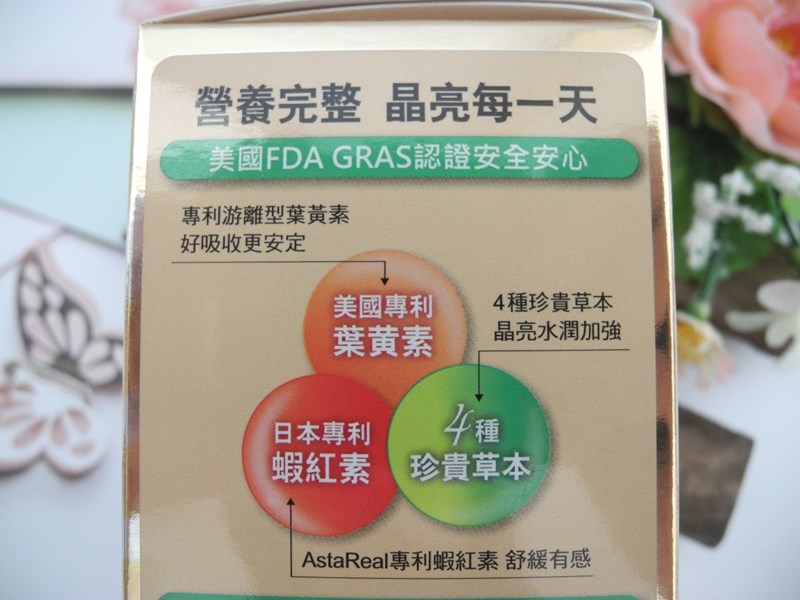 營養完整 晶亮每一天
美國FDA GRAS認證安全安心
專利游離型葉黃素
好吸收更安定
美國專利
葉黃素
4種珍貴草本
晶亮水潤加強
日本專利
蝦紅素
4種
珍貴草本
AstaReal專利蝦紅素 舒緩有感